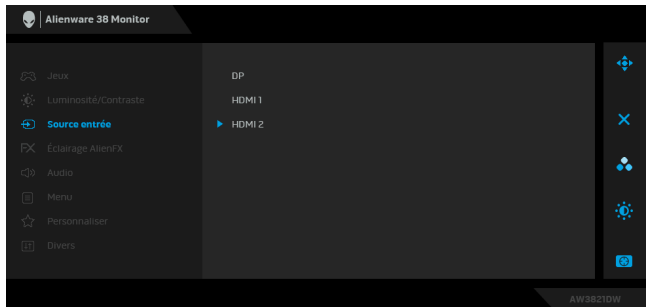 Alienware 38 Monitor
Jeux
Luminosité/Contraste
Source entrée
Éclairage AlienFX
Audio
Menu
Personnaliser
Divers
DP
HDMI 1
HDMI 2
AW3821DW